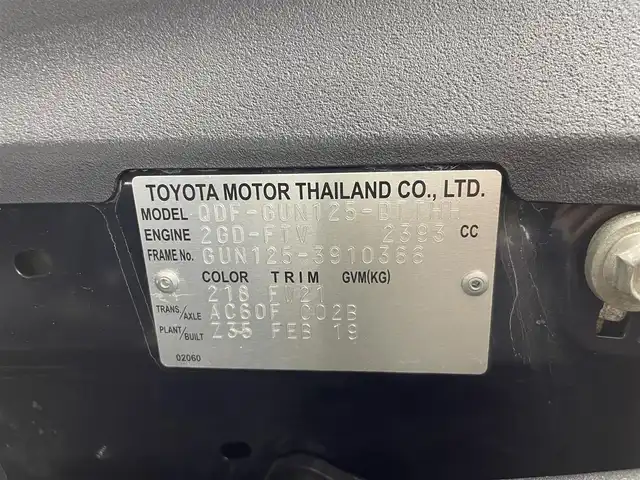 TOYOTA MOTOR THAILAND CO., LTD.
MODEL QDF-GUN125-DTTHH
ENGINE 2GD-FTV 2393 CC
FRAME No. GUN125-3910366
COLOR TRIM GVM(KG)
218 FW21
TRANS./AXLE AC60F C02B
PLANT/BUILT Z35 FEB 19
02060